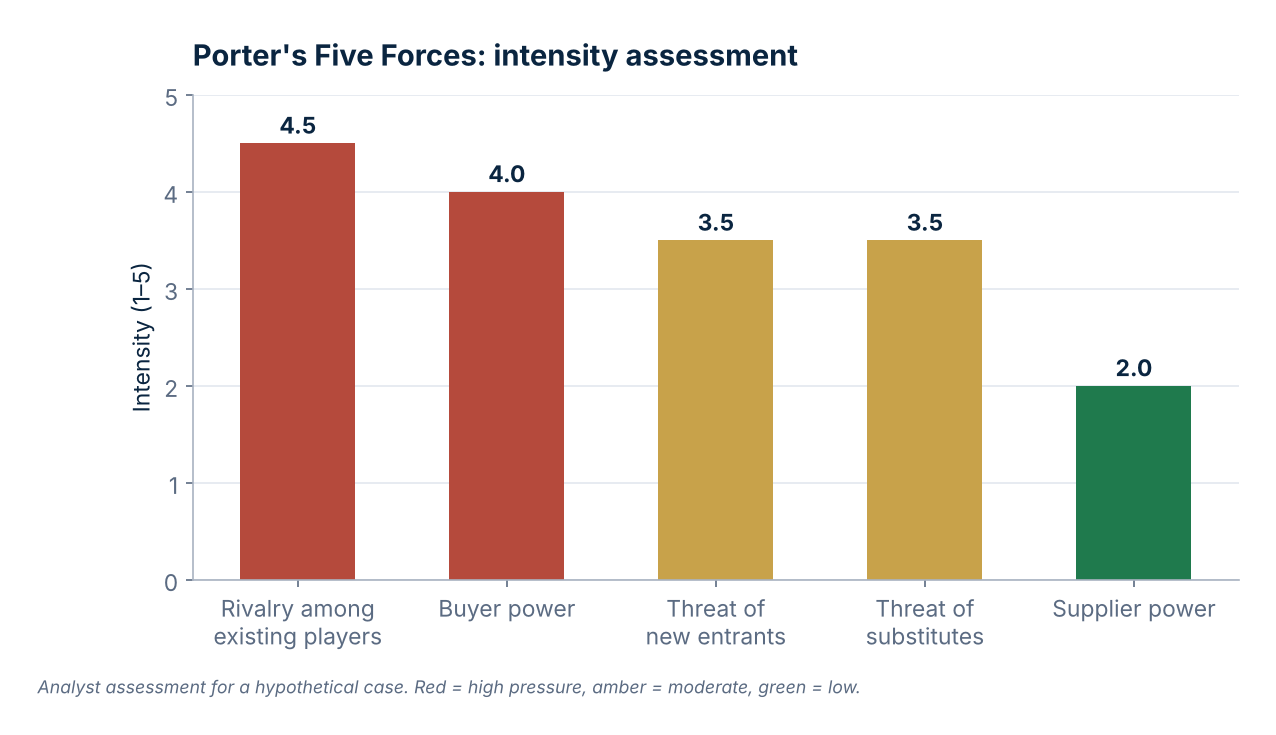 Porter's Five Forces: intensity assessment
5
4
3
2
1
0
Intensity (1–5)
4.5
4.0
3.5
3.5
2.0
Rivalry among
existing players
Buyer power
Threat of
new entrants
Threat of
substitutes
Supplier power
Analyst assessment for a hypothetical case. Red = high pressure, amber = moderate, green = low.